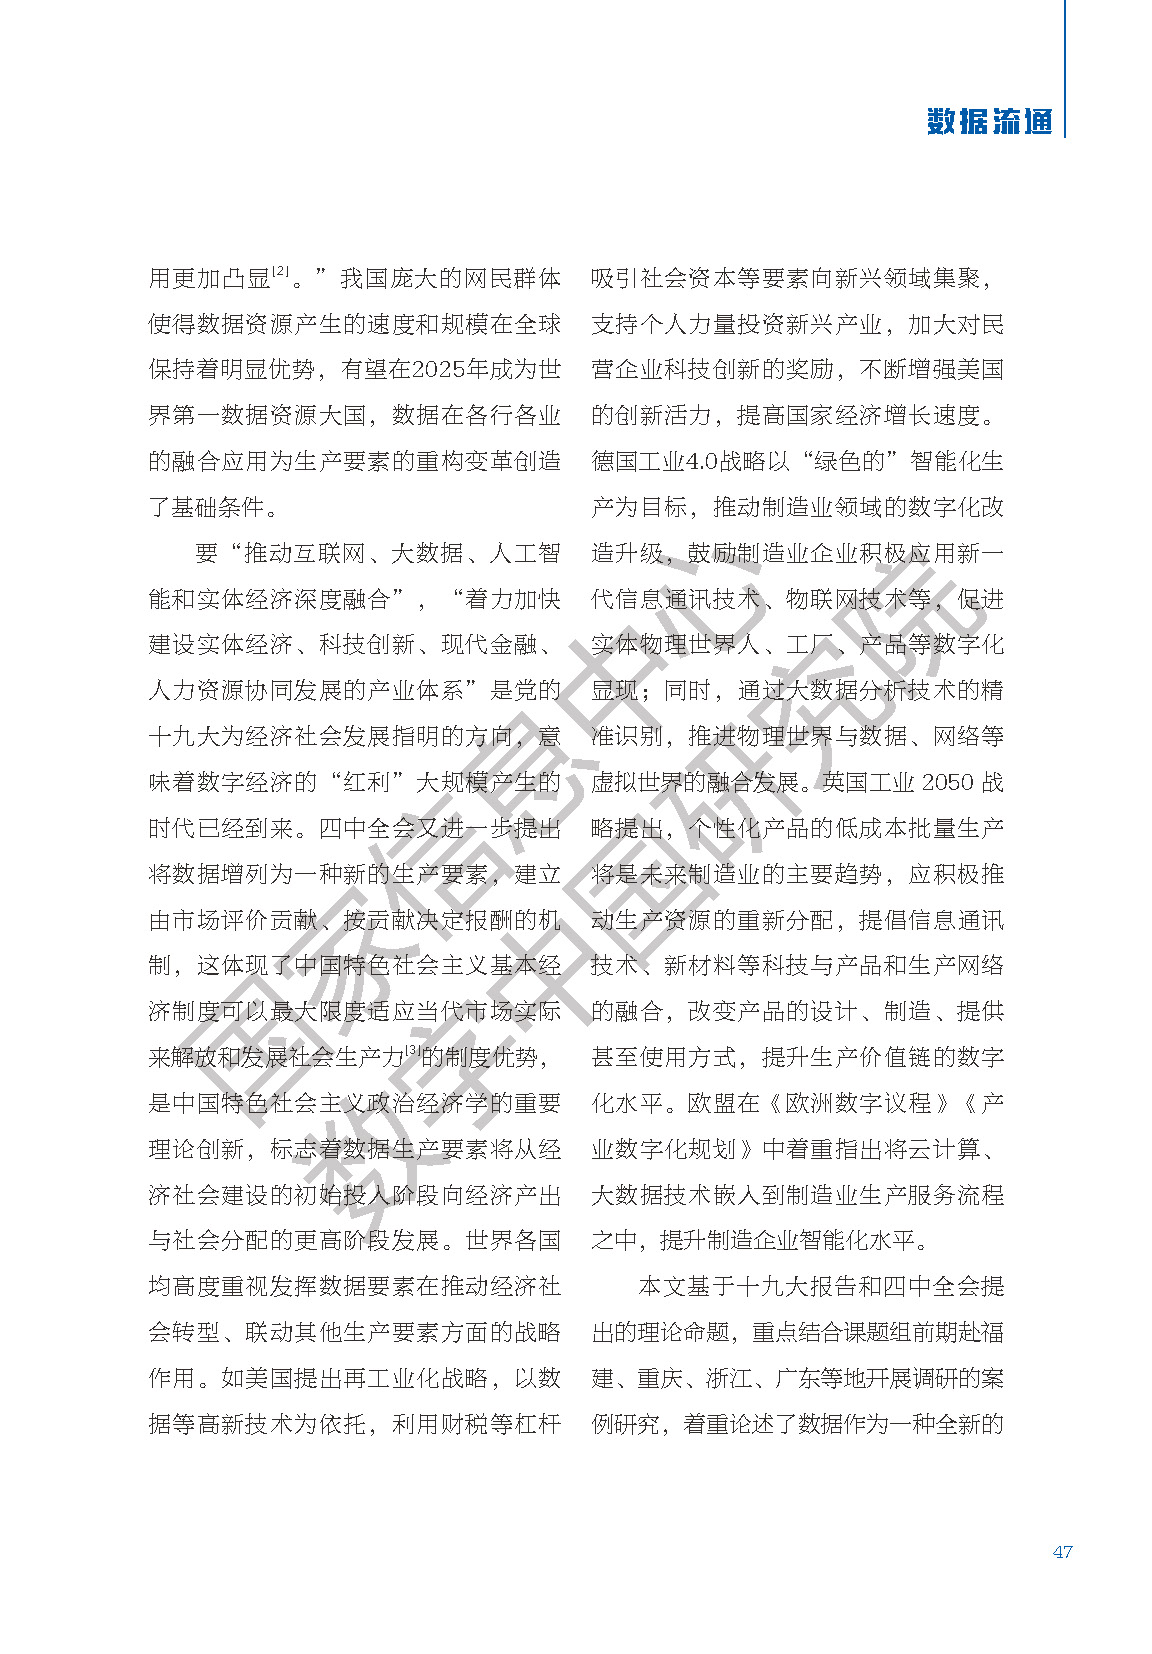 数据流通
用更加凸显[2]。”我国庞大的网民群体
使得数据资源产生的速度和规模在全球
保持着明显优势，有望在2025年成为世
界第一数据资源大国，数据在各行各业
的融合应用为生产要素的重构变革创造
了基础条件。
要“推动互联网、大数据、人工智
能和实体经济深度融合”，“着力加快
建设实体经济、科技创新、现代金融、
人力资源协同发展的产业体系”是党的
十九大为经济社会发展指明的方向，意
味着数字经济的“红利”大规模产生的
时代已经到来。四中全会又进一步提出
将数据增列为一种新的生产要素，建立
由市场评价贡献、按贡献决定报酬的机
制，这体现了中国特色社会主义基本经
济制度可以最大限度适应当代市场实际
来解放和发展社会生产力[3]的制度优势，
是中国特色社会主义政治经济学的重要
理论创新，标志着数据生产要素将从经
济社会建设的初始投入阶段向经济产出
与社会分配的更高阶段发展。世界各国
均高度重视发挥数据要素在推动经济社
会转型、联动其他生产要素方面的战略
作用。如美国提出再工业化战略，以数
据等高新技术为依托，利用财税等杠杆
吸引社会资本等要素向新兴领域集聚，
支持个人力量投资新兴产业，加大对民
营企业科技创新的奖励，不断增强美国
的创新活力，提高国家经济增长速度。
德国工业4.0战略以“绿色的”智能化生
产为目标，推动制造业领域的数字化改
造升级，鼓励制造业企业积极应用新一
代信息通讯技术、物联网技术等，促进
实体物理世界人、工厂、产品等数字化
显现；同时，通过大数据分析技术的精
准识别，推进物理世界与数据、网络等
虚拟世界的融合发展。英国工业 2050 战
略提出，个性化产品的低成本批量生产
将是未来制造业的主要趋势，应积极推
动生产资源的重新分配，提倡信息通讯
技术、新材料等科技与产品和生产网络
的融合，改变产品的设计、制造、提供
甚至使用方式，提升生产价值链的数字
化水平。欧盟在《欧洲数字议程》《产
业数字化规划》中着重指出将云计算、
大数据技术嵌入到制造业生产服务流程
之中，提升制造企业智能化水平。
本文基于十九大报告和四中全会提
出的理论命题，重点结合课题组前期赴福
建、重庆、浙江、广东等地开展调研的案
例研究，着重论述了数据作为一种全新的
国家信息中心
数字中国研究院
47